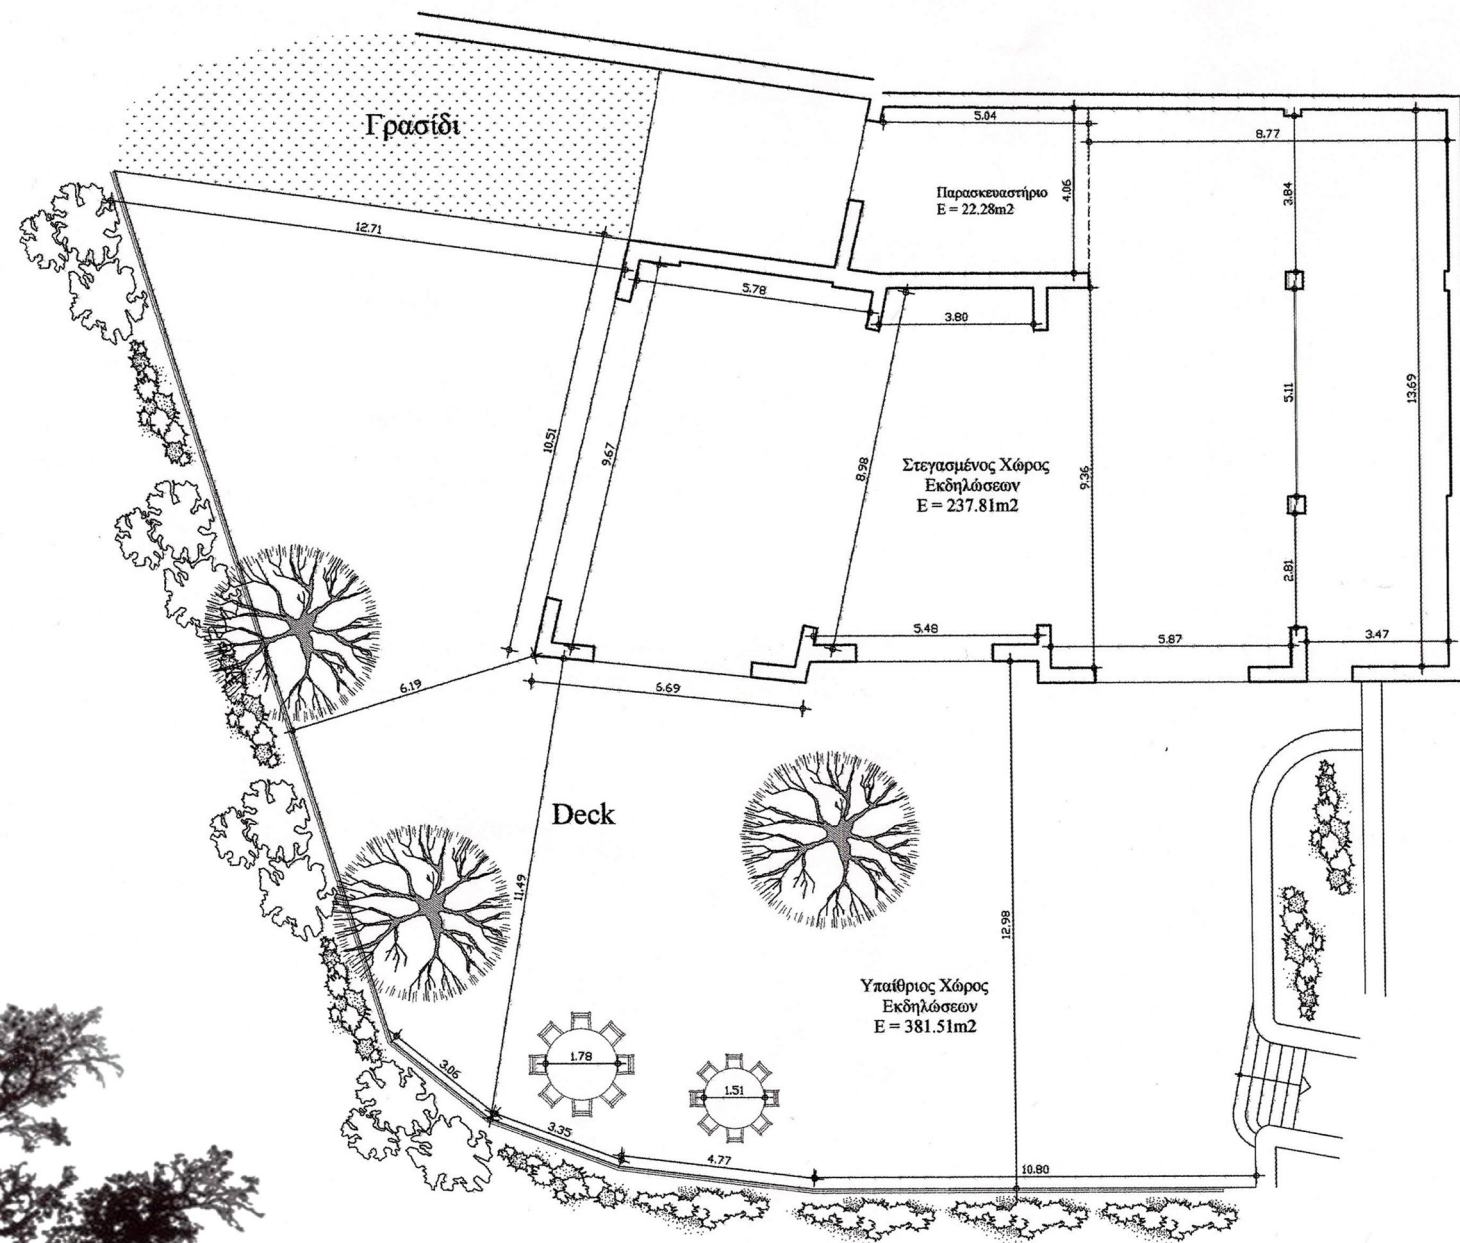 Γρασίδι
5.04
8.77
Παρασκευαστήριο
E = 22.28m2
4.06
3.84
12.71
5.78
3.80
10.51
9.67
8.98
Στεγασμένος Χώρος
Εκδηλώσεων
E = 237.81m2
9.36
5.11
13.69
2.81
5.48
5.87
3.47
6.19
6.69
Deck
11.49
12.98
Υπαίθριος Χώρος
Εκδηλώσεων
E = 381.51m2
3.06
1.78
1.51
3.35
4.77
10.80